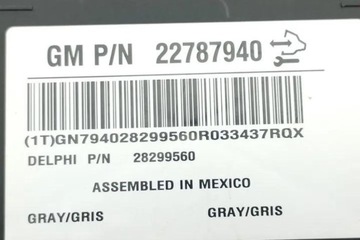 GM P/N 22787940
(1T)GN794028299560R033437RQX
DELPHI P/N 28299560
ASSEMBLED IN MEXICO
GRAY/GRIS GRAY/GRIS